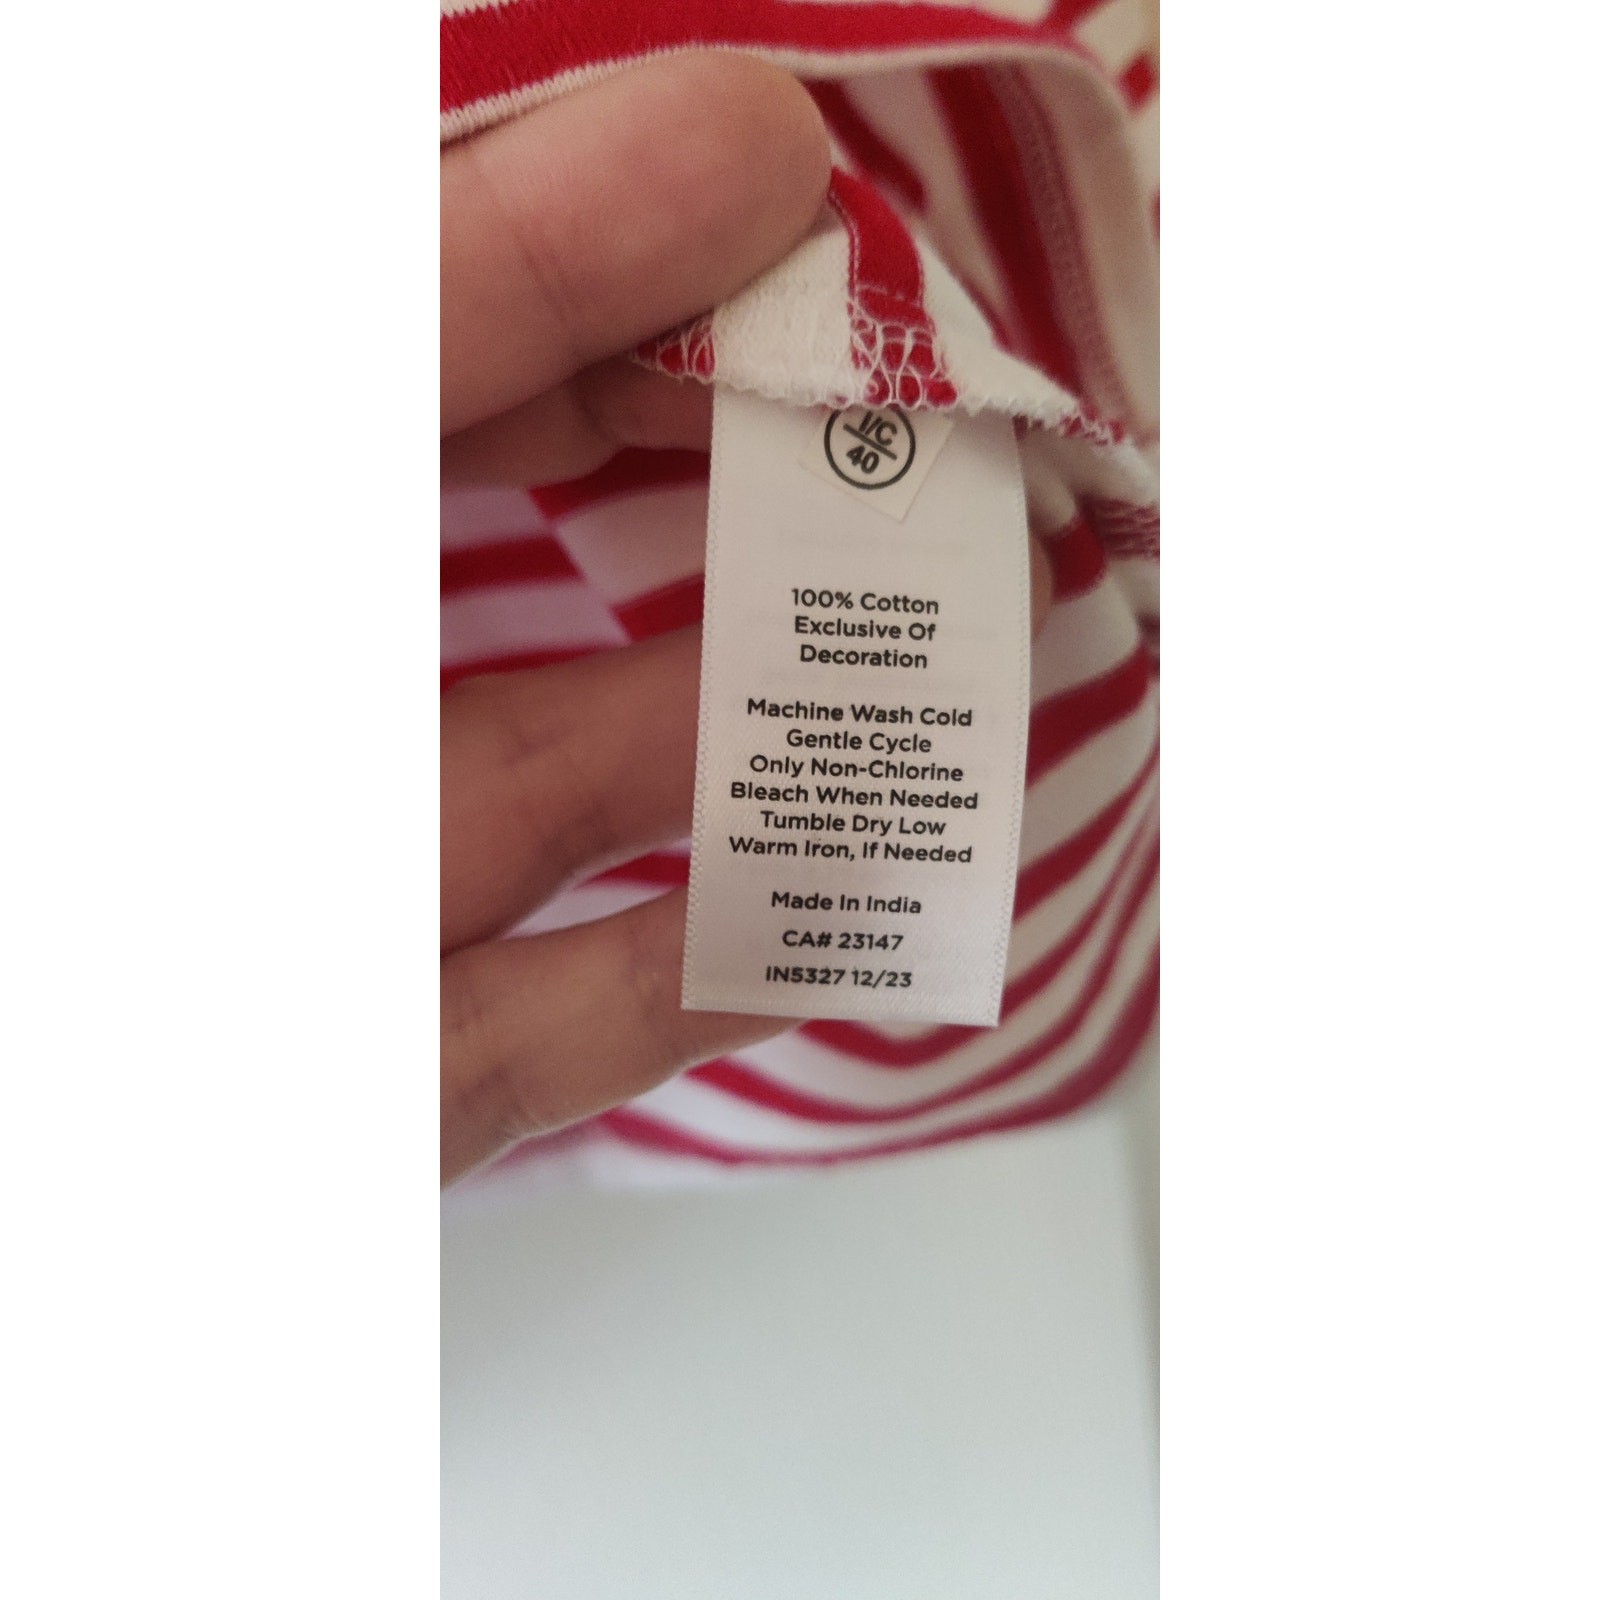 I/C
40
100% Cotton
Exclusive Of
Decoration
Machine Wash Cold
Gentle Cycle
Only Non-Chlorine
Bleach When Needed
Tumble Dry Low
Warm Iron, If Needed
Made In India
CA# 23147
IN5327 12/23